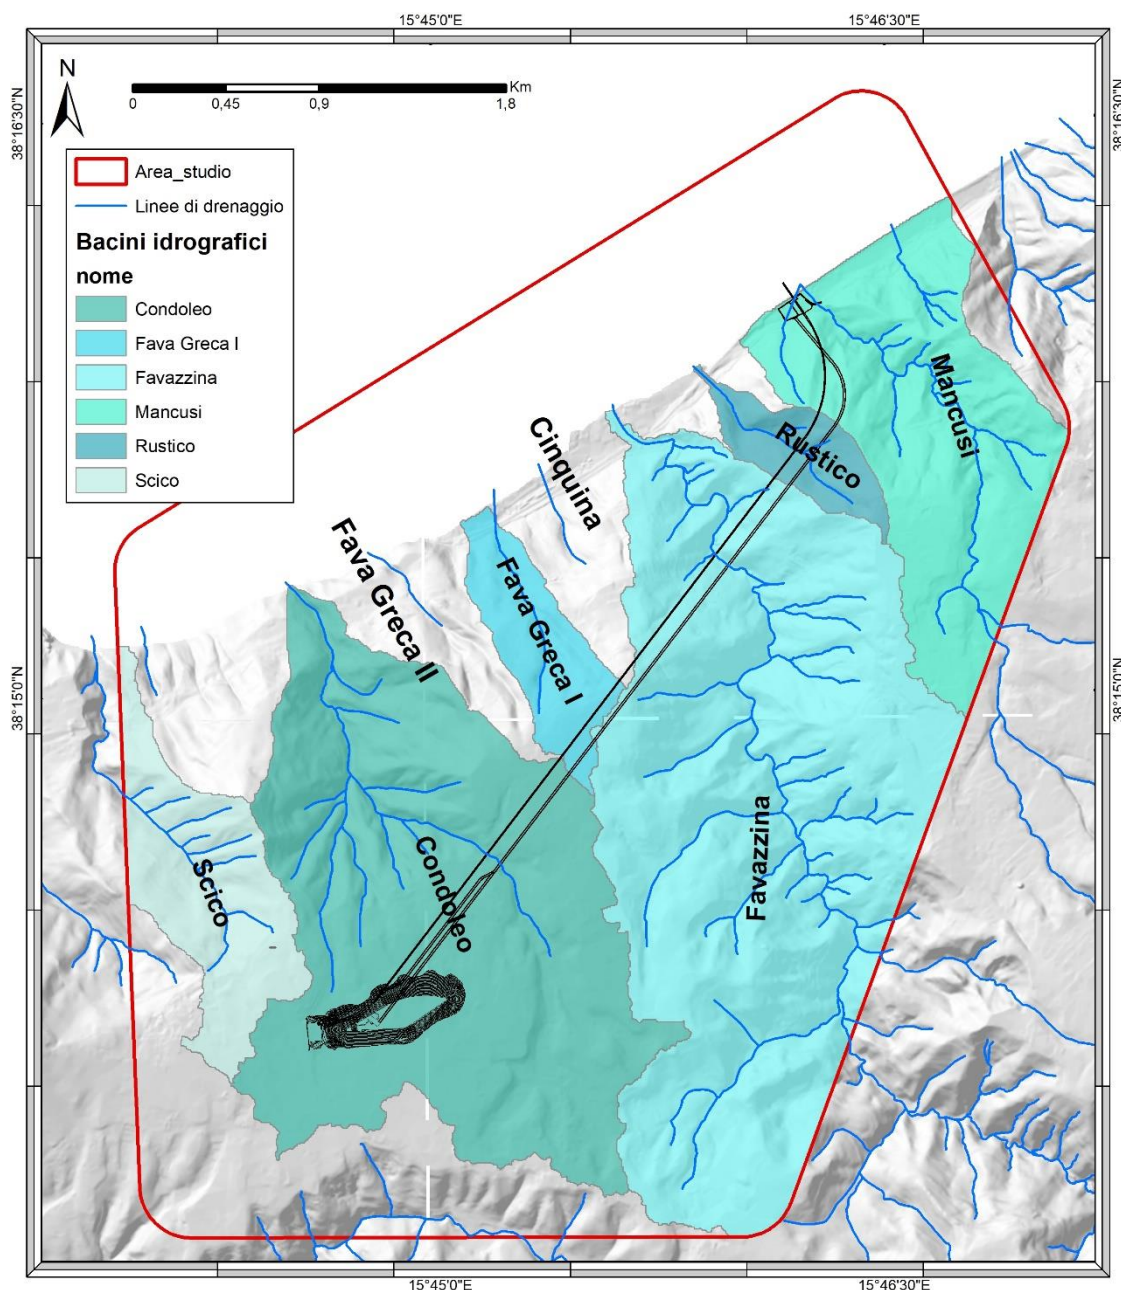 15°45'0"E
15°46'30"E
38°16'30"N
38°16'30"N
N
Km
0
0,45
0,9
1,8
Area_studio
Linee di drenaggio
Bacini idrografici
nome
Condoleo
Fava Greca I
Favazzina
Mancusi
Rustico
Scico
Mancusi
Rustico
Cinquina
Fava Greca II
Fava Greca I
38°15'0"N
38°15'0"N
Favazzina
Condoleo
Scico
15°45'0"E
15°46'30"E